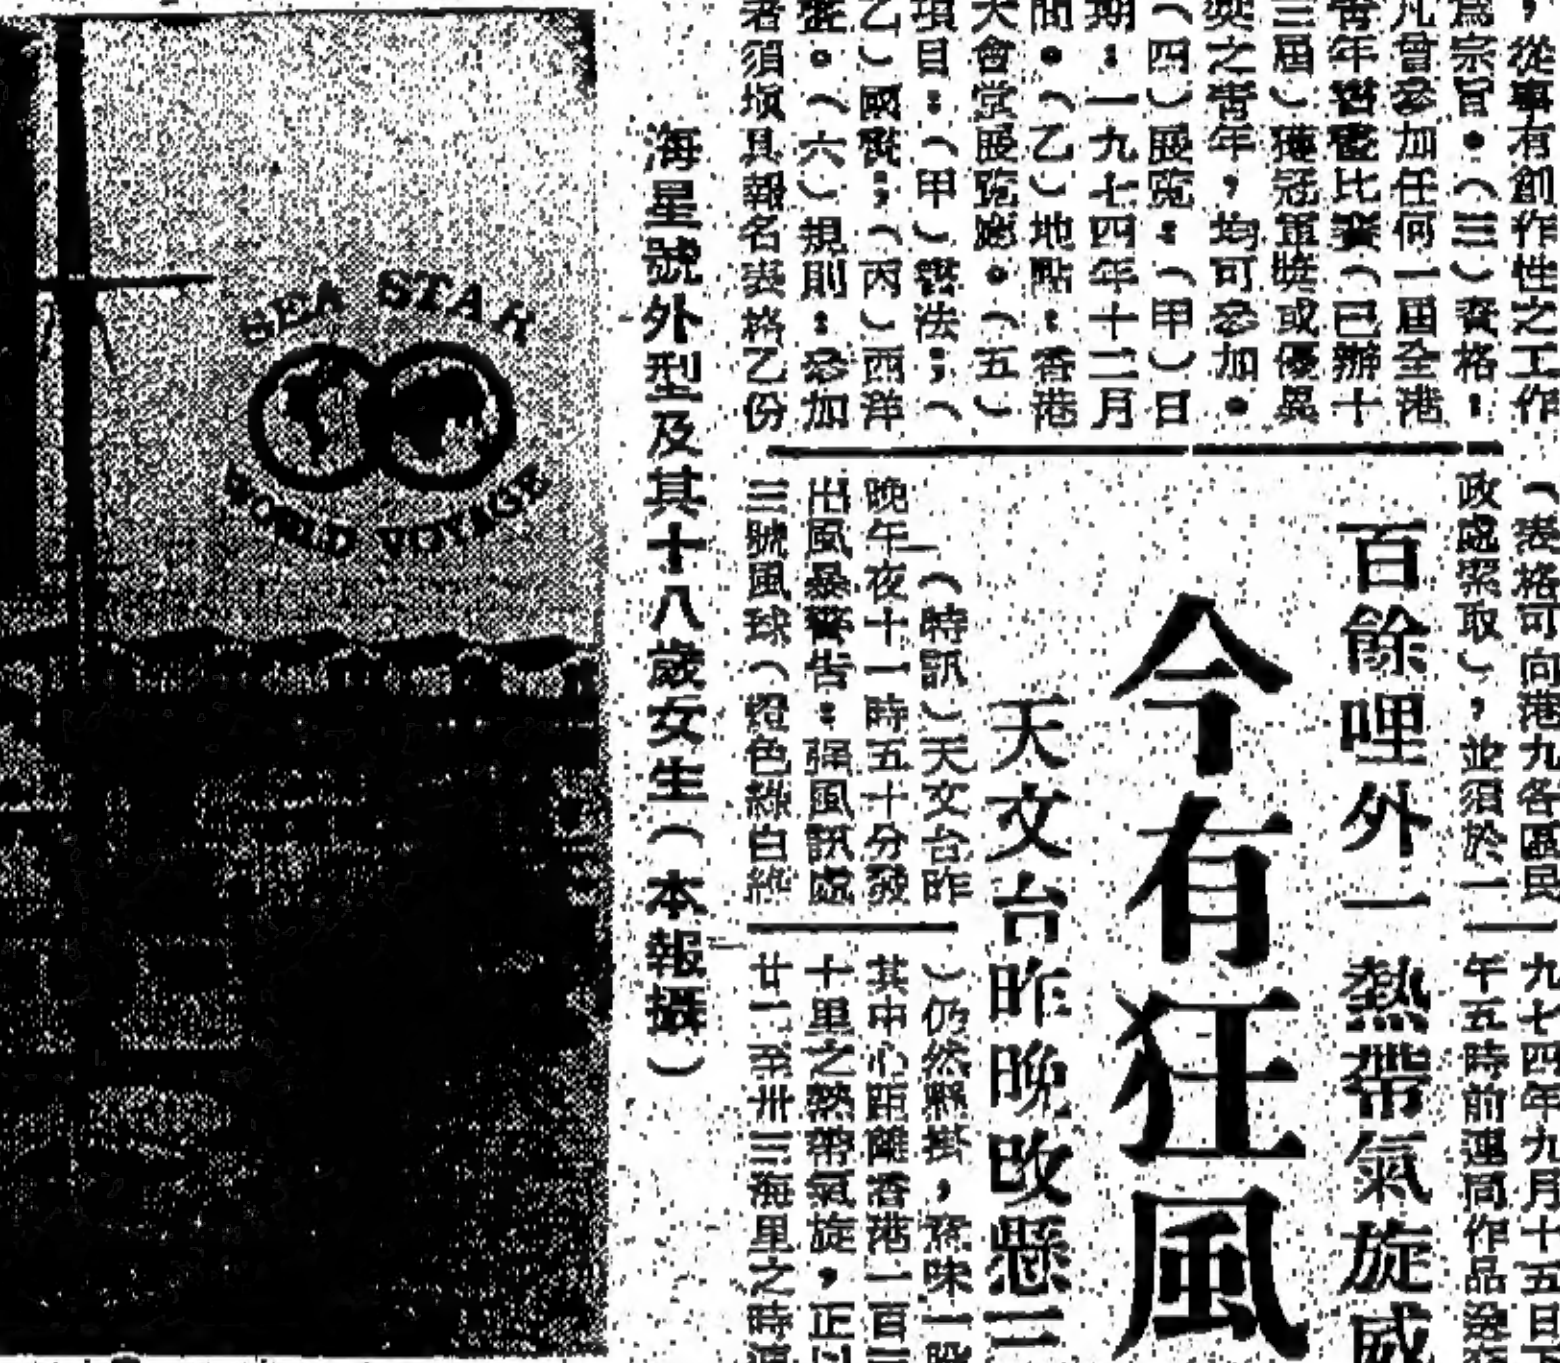 ，從事有創作性之工作
為宗旨。（三）資格：
凡曾參加任何一屆全港
青年書畫比賽（已辦十
三屆）獲冠軍獎或優異
獎之青年，均可參加。
（四）展覽：（甲）日
期：一九七四年十二月
間。（乙）地點：香港
大會堂展覽廳。（五）
項目：（甲）書法；（
乙）國畫；（丙）西洋
畫。（六）規則：參加
者須填具報名表格乙份
（表格可向港九各區民
政處索取），並須於一
九七四年九月十五日下
午五時前連同作品送
百餘哩外一熱帶氣旋威
今有狂風
天文台昨晚改懸三
（特訊）天文台昨
晚午夜十一時五十分發
出風暴警告：強風訊處
三號風球（燈色綠白綠
）仍然懸掛，意味一股
其中心距離香港一百
十里之熱帶氣旋，正以
廿一至卅三海里之時速
海星號外型及其十八歲女生（本報攝）
SEA STAR
WORLD VOYAGE